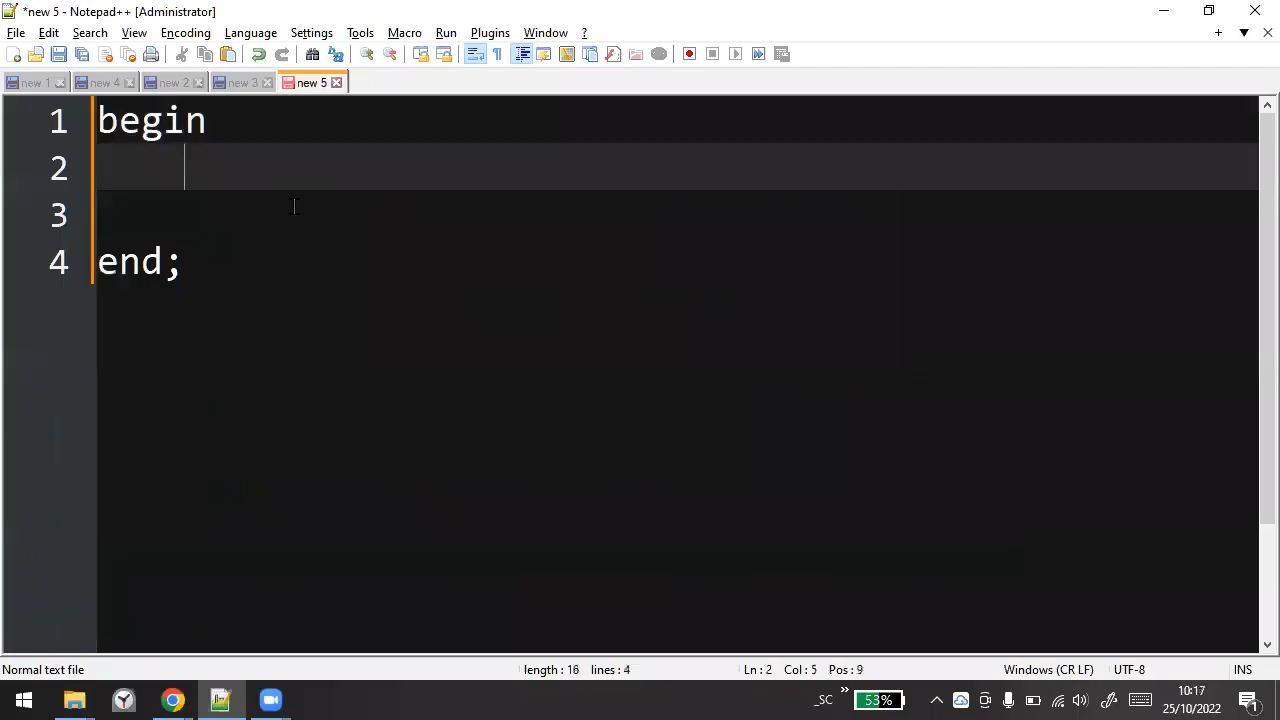 *new 5 - Notepad++ [Administrator]
File Edit Search View Encoding Language Settings Tools Macro Run Plugins Window ?
new 1 new 4 new 2 new 3 new 5
1 begin
2
3
4 end;
Normal text file length : 16 lines : 4 Ln : 2 Col : 5 Pos : 9 Windows (CR LF) UTF-8 INS
_SC 53% 10:17
25/10/2022 1